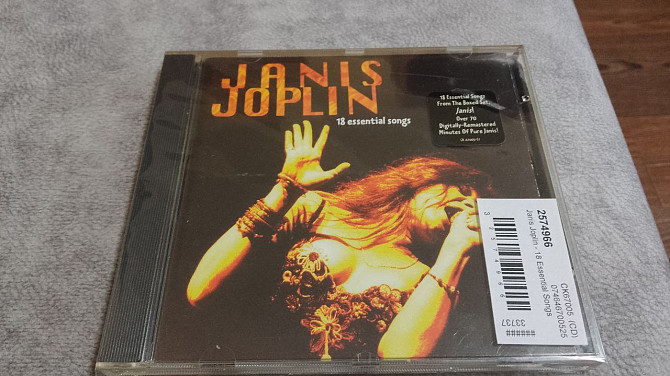 JANIS
JOPLIN
18 essential songs
18 Essential Songs
From The Boxed Set:
Janis!
Over 70
Digitally-Remastered
Minutes Of Pure Janis!
2574966
Janis Joplin - 18 Essential Songs
CK67005 (CD)
074646700525
33737
######